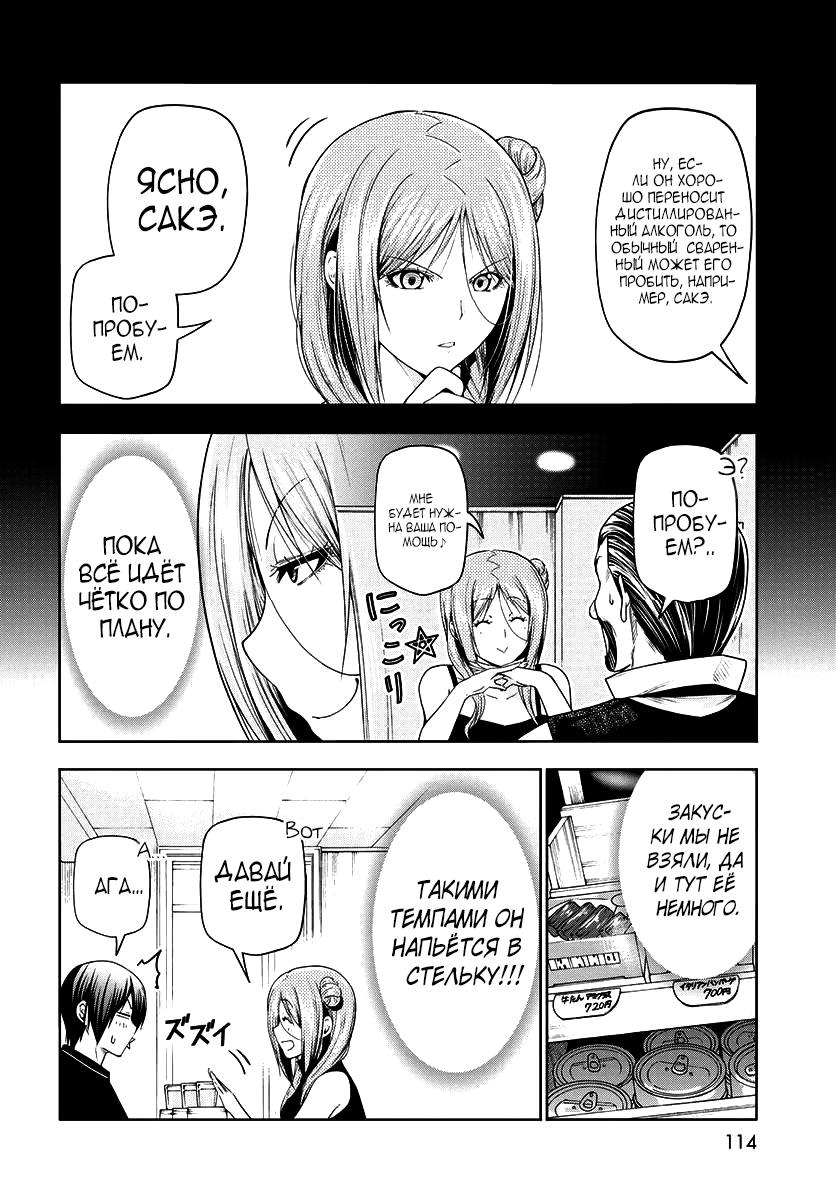 НУ, ЕС-
ЛИ ОН ХОРО-
ШО ПЕРЕНОСИТ
ДИСТИЛЛИРОВАН-
НЫЙ АЛКОГОЛЬ, ТО
ОБЫЧНЫЙ СВАРЕН-
НЫЙ МОЖЕТ ЕГО
ПРОБИТЬ, НАПРИ-
МЕР, САКЭ.
ЯСНО,
САКЭ.
ПО-
ПРОБУ-
ЕМ.
Э?
ПО-
ПРОБУ-
ЕМ?..
МНЕ
БУДЕТ НУЖ-
НА ВАША ПО-
МОЩЬ♪
にっこり
ПОКА
ВСЁ ИДЁТ
ЧЁТКО ПО
ПЛАНУ.
ЗАКУС-
КИ МЫ НЕ
ВЗЯЛИ, ДА
И ТУТ ЕЁ
НЕМНОГО.
700円
720円
ТАКИМИ
ТЕМПАМИ ОН
НАПЬЁТСЯ В
СТЕЛЬКУ!!!
Вот
ДАВАЙ
ЕЩЁ.
А...
АГА...
ズズイ
114